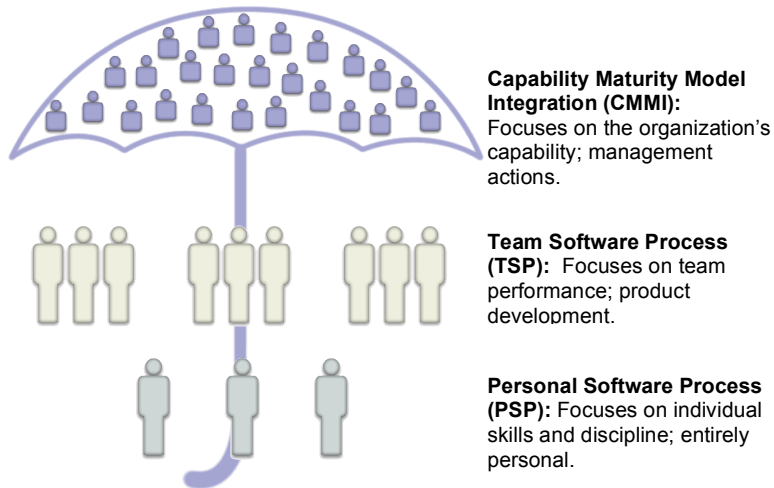 Capability Maturity Model
Integration (CMMI):
Focuses on the organization’s
capability; management
actions.
Team Software Process
(TSP):  Focuses on team
performance; product
development.
Personal Software Process
(PSP): Focuses on individual
skills and discipline; entirely
personal.